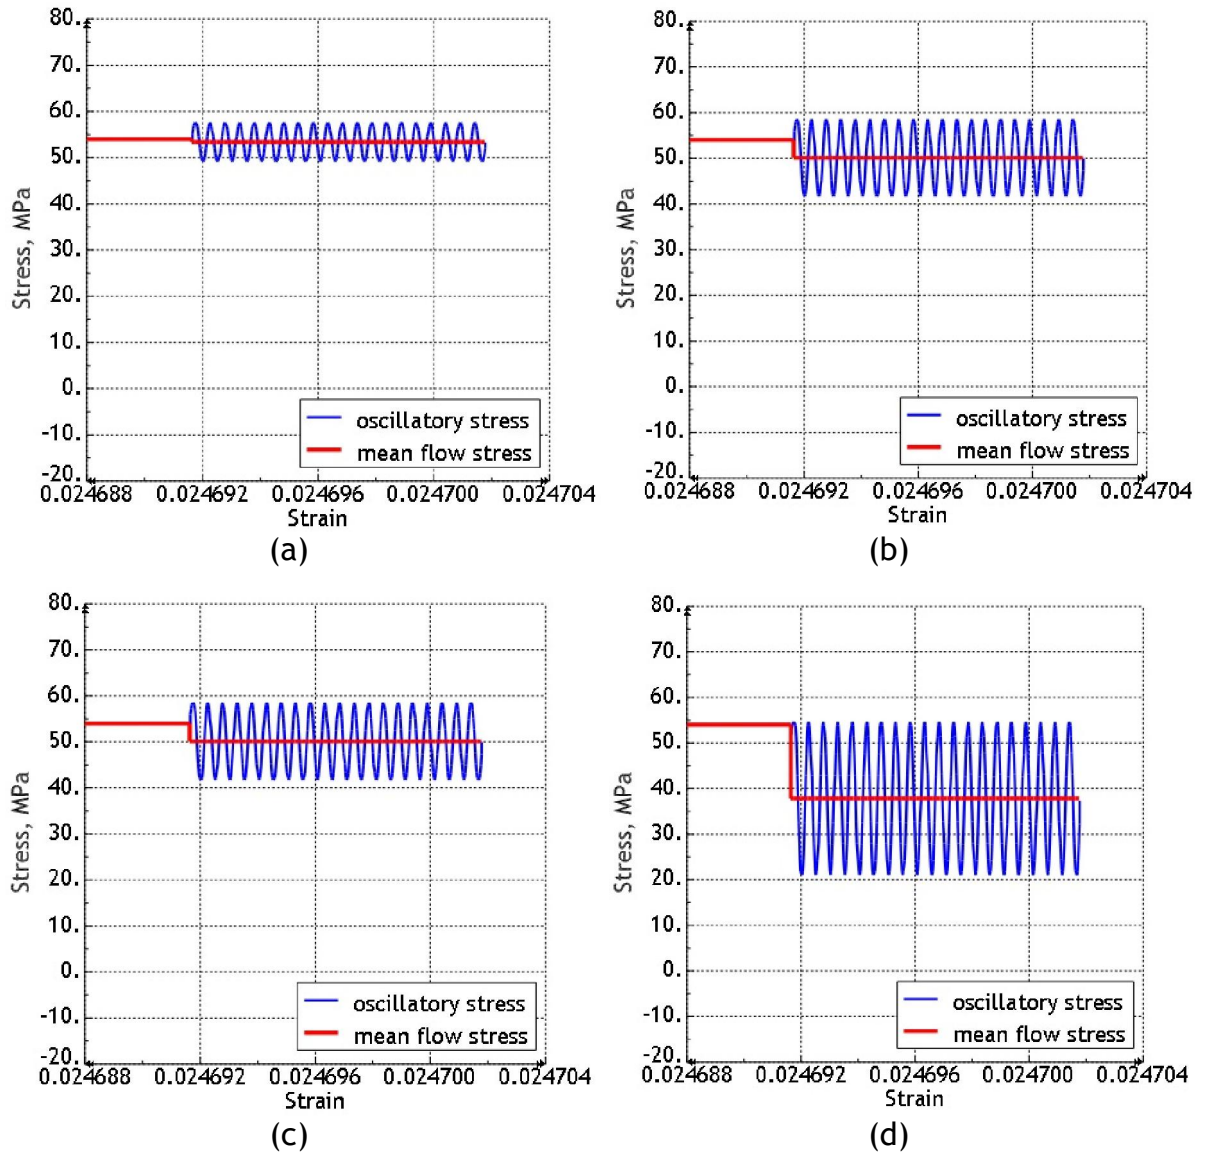 80.
70.
60.
50.
40.
30.
20.
10.
0.
-10.
-20.
Stress, MPa
oscillatory stress
mean flow stress
0.024688 0.024692 0.024696 0.024700 0.024704
Strain
(a)
80.
70.
60.
50.
40.
30.
20.
10.
0.
-10.
-20.
Stress, MPa
oscillatory stress
mean flow stress
0.024688 0.024692 0.024696 0.024700 0.024704
Strain
(b)
80.
70.
60.
50.
40.
30.
20.
10.
0.
-10.
-20.
Stress, MPa
oscillatory stress
mean flow stress
0.024688 0.024692 0.024696 0.024700 0.024704
Strain
(c)
80.
70.
60.
50.
40.
30.
20.
10.
0.
-10.
-20.
Stress, MPa
oscillatory stress
mean flow stress
0.024688 0.024692 0.024696 0.024700 0.024704
Strain
(d)